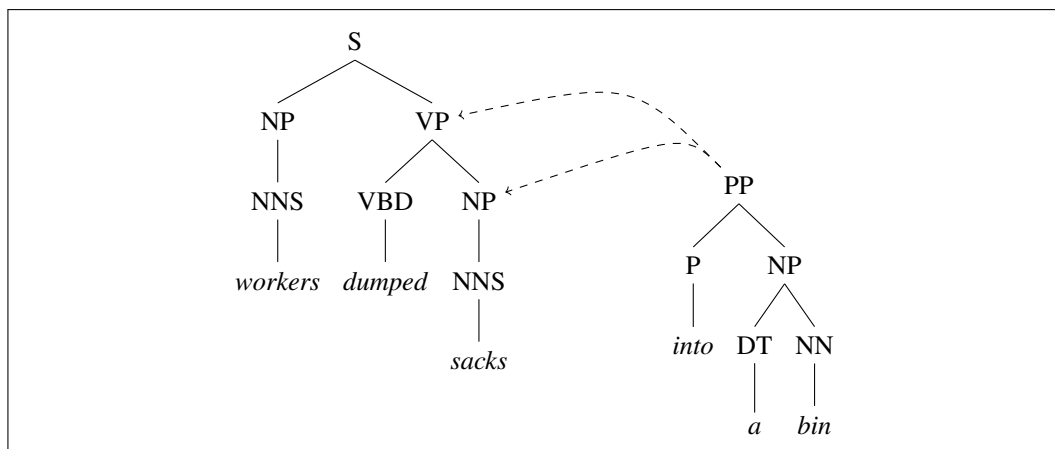 S
NP VP
PP
NNS VBD NP
P NP
workers dumped NNS
into DT NN
sacks
a bin